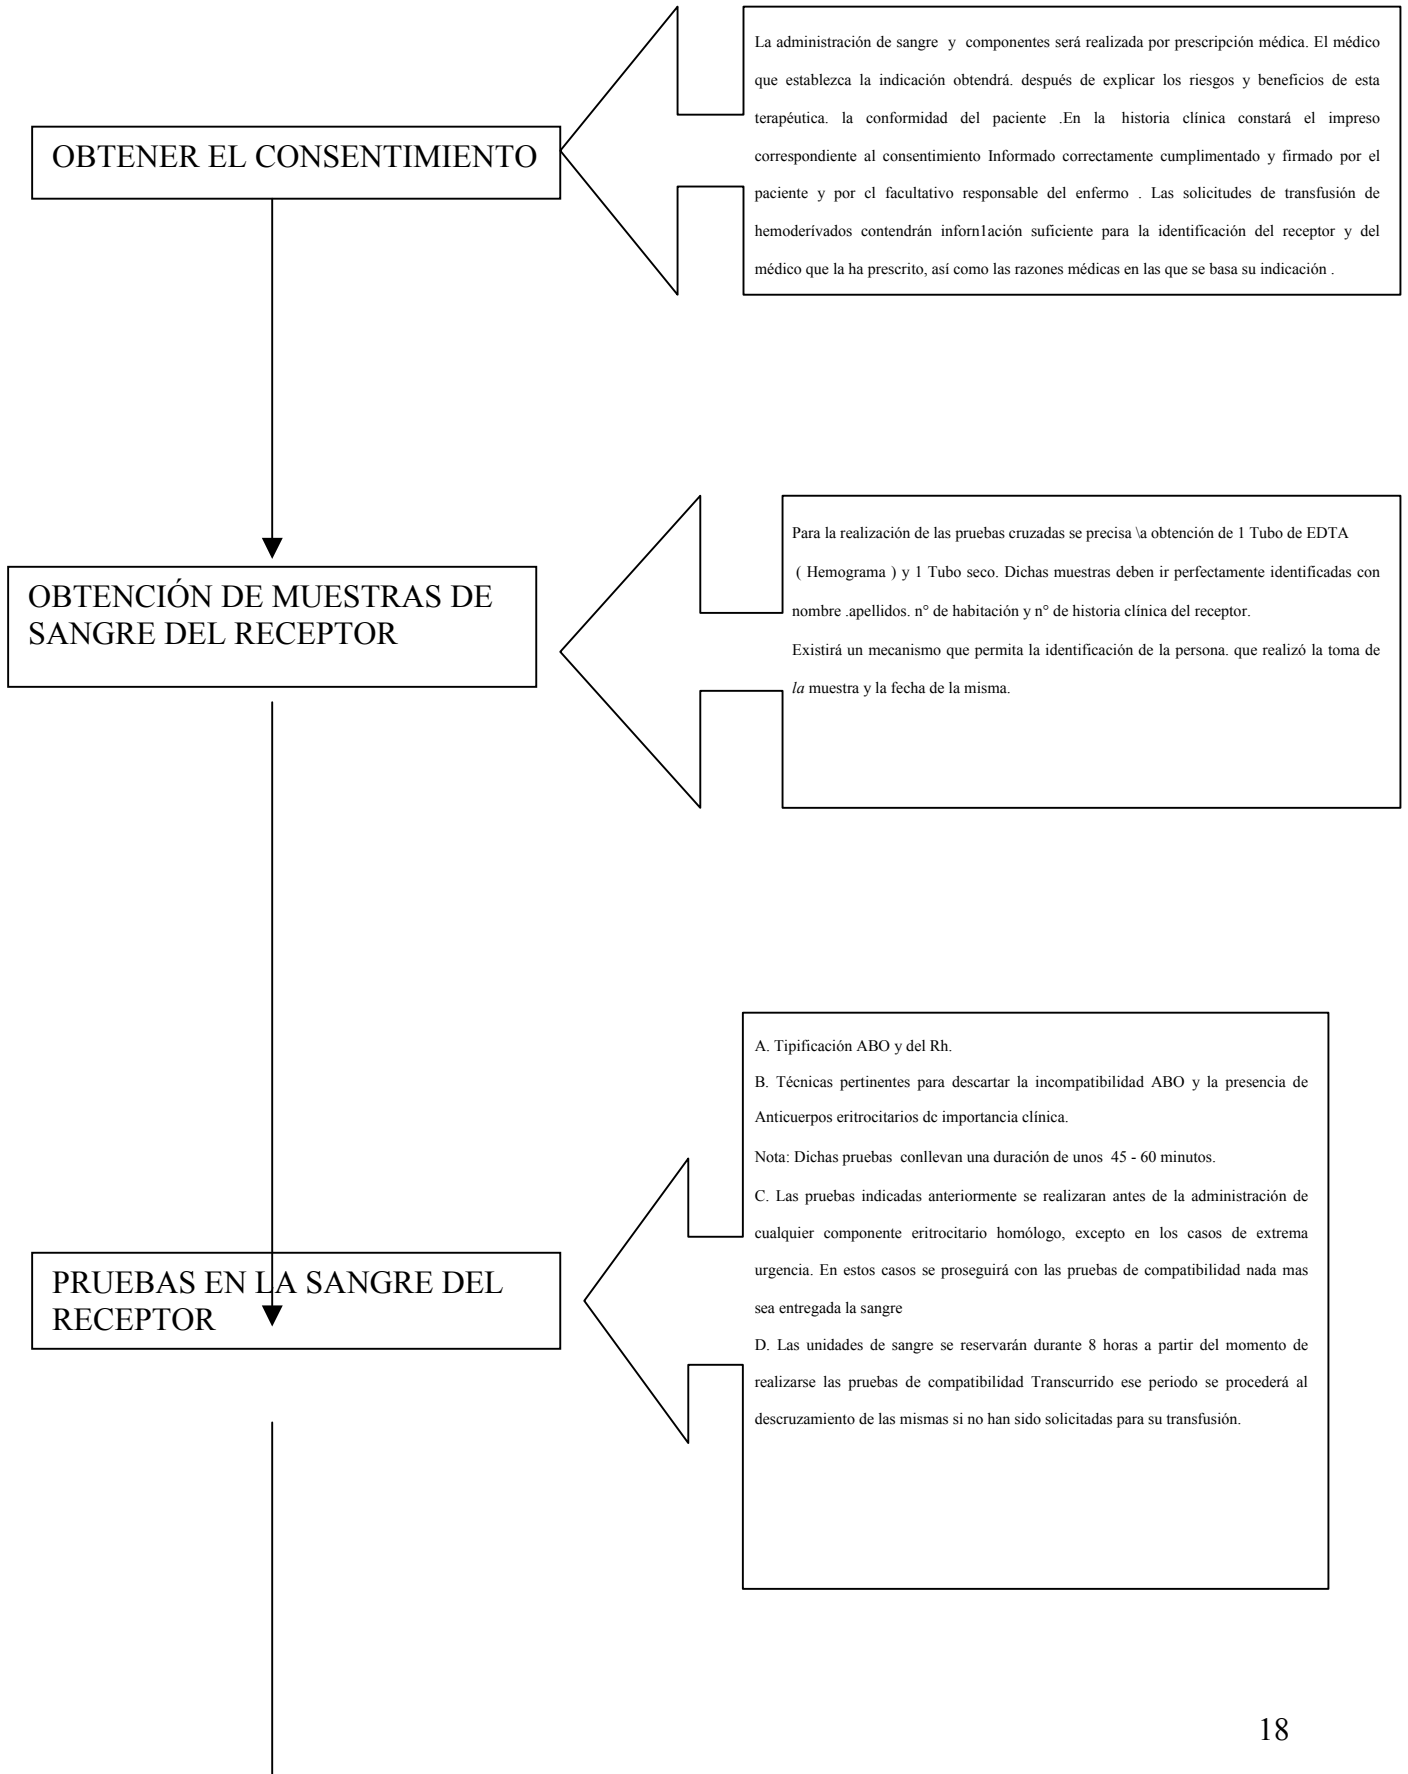 La administración de sangre y componentes será realizada por prescripción médica. El médico
que establezca la indicación obtendrá. después de explicar los riesgos y beneficios de esta
terapéutica. la conformidad del paciente .En la historia clínica constará el impreso
correspondiente al consentimiento Informado correctamente cumplimentado y firmado por el
paciente y por cl facultativo responsable del enfermo . Las solicitudes de transfusión de
hemoderívados contendrán inforn1ación suficiente para la identificación del receptor y del
médico que la ha prescrito, así como las razones médicas en las que se basa su indicación .
OBTENER EL CONSENTIMIENTO
Para la realización de las pruebas cruzadas se precisa \a obtención de 1 Tubo de EDTA
( Hemograma ) y 1 Tubo seco. Dichas muestras deben ir perfectamente identificadas con
nombre .apellidos. n° de habitación y n° de historia clínica del receptor.
Existirá un mecanismo que permita la identificación de la persona. que realizó la toma de
la muestra y la fecha de la misma.
OBTENCIÓN DE MUESTRAS DE
SANGRE DEL RECEPTOR
A. Tipificación ABO y del Rh.
B. Técnicas pertinentes para descartar la incompatibilidad ABO y la presencia de
Anticuerpos eritrocitarios dc importancia clínica.
Nota: Dichas pruebas conllevan una duración de unos 45 - 60 minutos.
C. Las pruebas indicadas anteriormente se realizaran antes de la administración de
cualquier componente eritrocitario homólogo, excepto en los casos de extrema
urgencia. En estos casos se proseguirá con las pruebas de compatibilidad nada mas
sea entregada la sangre
D. Las unidades de sangre se reservarán durante 8 horas a partir del momento de
realizarse las pruebas de compatibilidad Transcurrido ese periodo se procederá al
descruzamiento de las mismas si no han sido solicitadas para su transfusión.
PRUEBAS EN LA SANGRE DEL
RECEPTOR
18